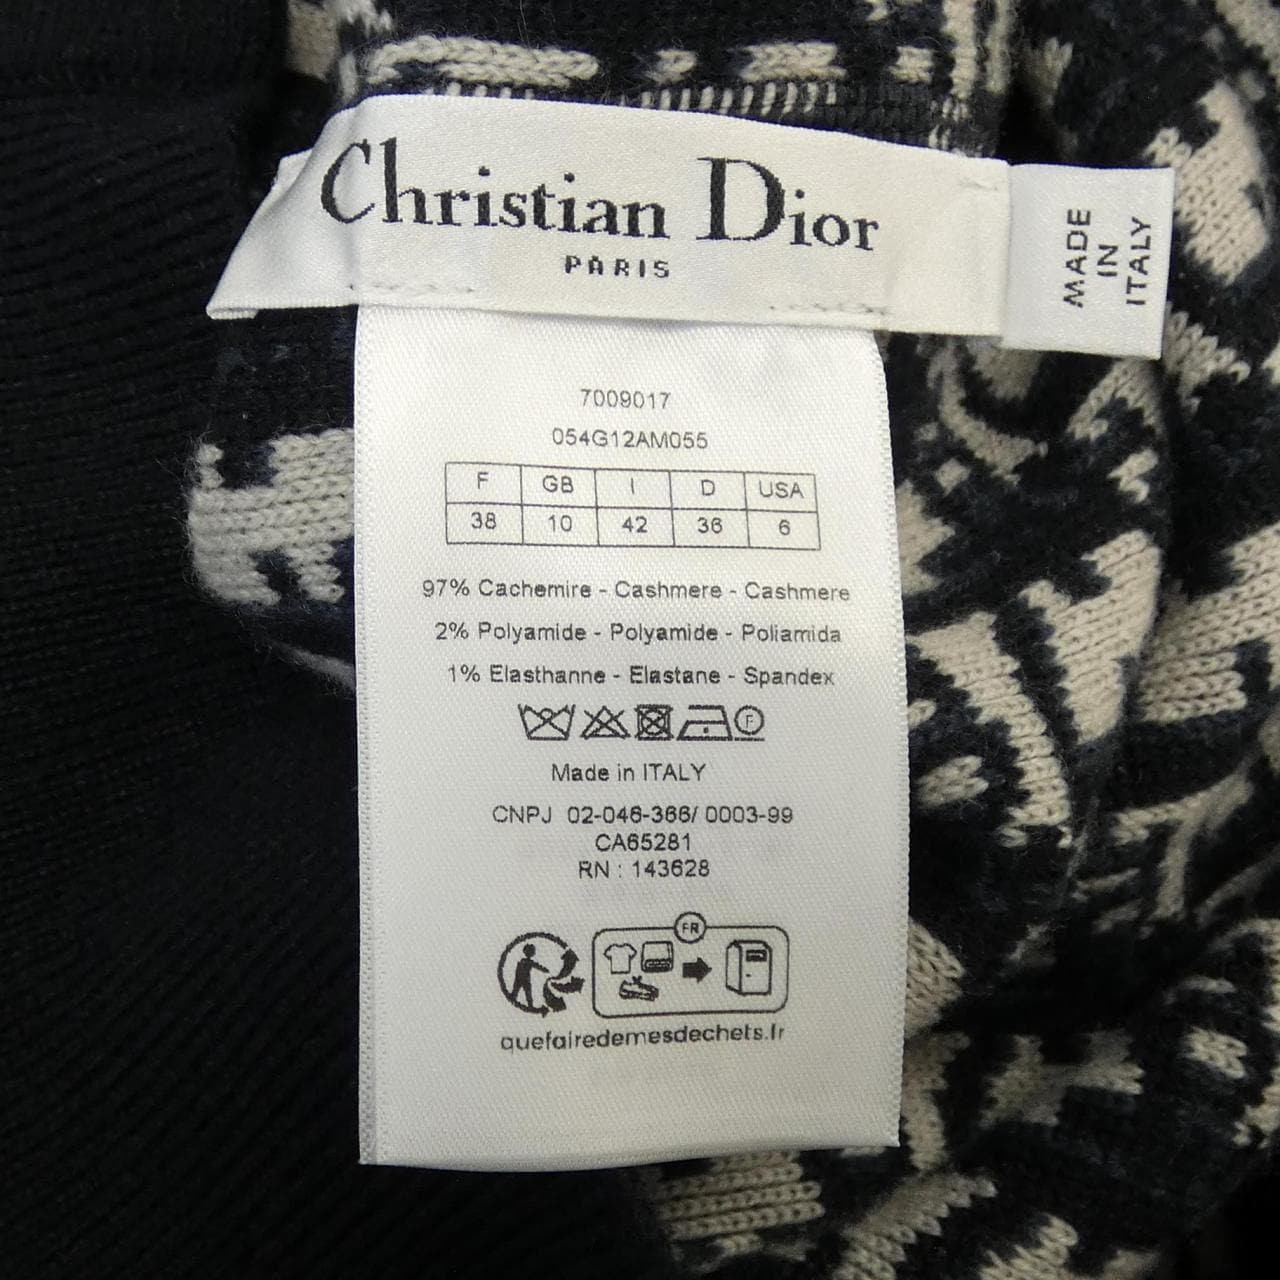 Christian Dior
PARIS
MADE
IN
ITALY
7009017
054G12AM055
F GB I D USA
38 10 42 36 6
97% Cachemire - Cashmere - Cashmere
2% Polyamide - Polyamide - Poliamida
1% Elasthanne - Elastane - Spandex
F
Made in ITALY
CNPJ 02-046-366/ 0003-99
CA65281
RN : 143628
FR
quefairedemesdechets.fr